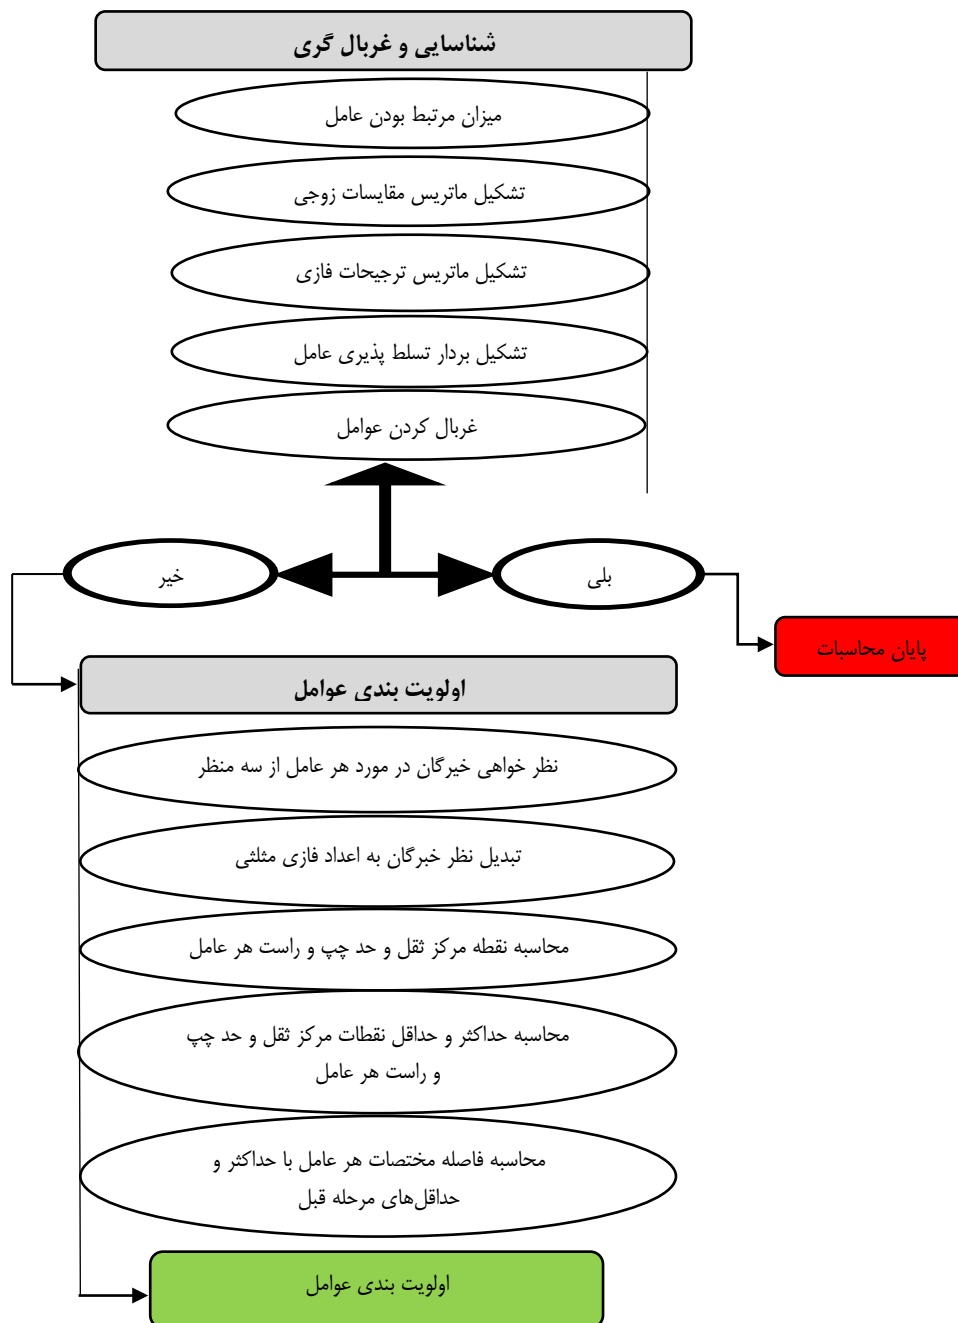 شناسایی و غربال گری
میزان مرتبط بودن عامل
تشکیل ماتریس مقایسات زوجی
تشکیل ماتریس ترجیحات فازی
تشکیل بردار تسلط پذیری عامل
غربال کردن عوامل
بلی
خیر
پایان محاسبات
اولویت بندی عوامل
نظر خواهی خیرگان در مورد هر عامل از سه منظر
تبدیل نظر خبرگان به اعداد فازی مثلثی
محاسبه نقطه مرکز ثقل و حد چپ و راست هر عامل
محاسبه حداکثر و حداقل نقطات مرکز ثقل و حد چپ
و راست هر عامل
محاسبه فاصله مختصات هر عامل با حداکثر و
حداقل‌های مرحله قبل
اولویت بندی عوامل